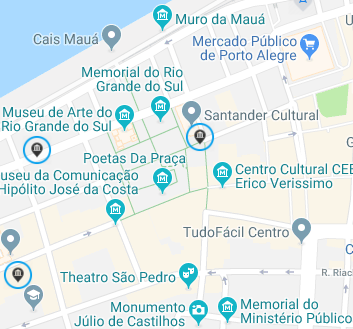 Muro da Mauá
Cais Mauá
Mercado Público
de Porto Alegre
Memorial do Rio
Grande do Sul
Museu de Arte do
Rio Grande do Sul
Santander Cultural
Poetas Da Praça
useu da Comunicação
Hipólito José da Costa
Centro Cultural CEE
Erico Verissimo
G
TudoFácil Centro
Theatro São Pedro
R. Riach
Monumento
Júlio de Castilhos
Memorial do
Ministério Público